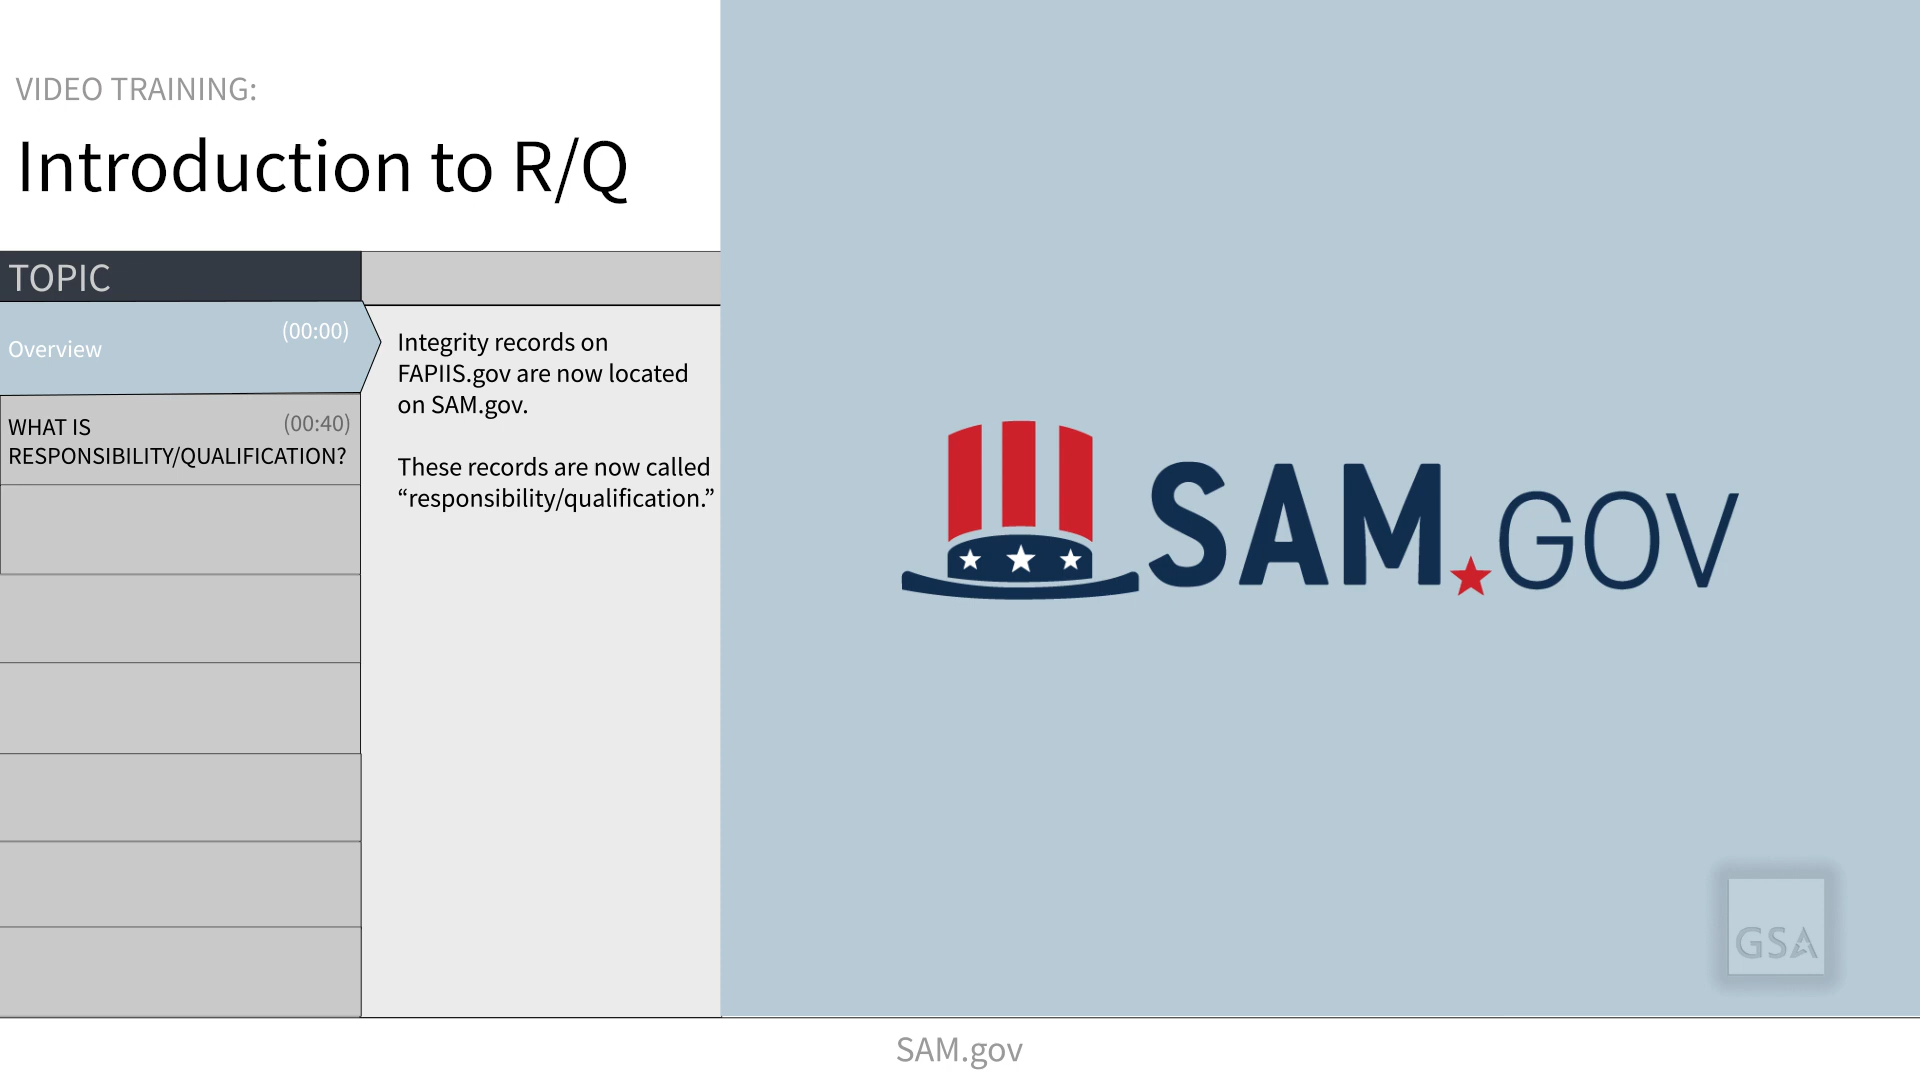 VIDEO TRAINING:
Introduction to R/Q
TOPIC
(00:00)
Overview
WHAT IS
(00:40)
RESPONSIBILITY/QUALIFICATION?
Integrity records on
FAPIIS.gov are now located
on SAM.gov.
These records are now called
“responsibility/qualification.”
SAM.GOV
GSA
SAM.gov